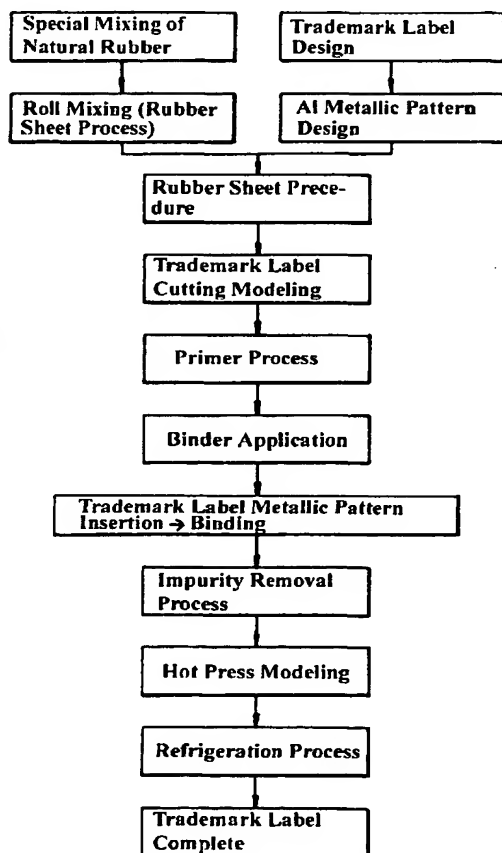 Special Mixing of
Natural Rubber
Trademark Label
Design
Roll Mixing (Rubber
Sheet Process)
Al Metallic Pattern
Design
Rubber Sheet Prece-
dure
Trademark Label
Cutting Modeling
Primer Process
Binder Application
Trademark Label Metallic Pattern
Insertion → Binding
Impurity Removal
Process
Hot Press Modeling
Refrigeration Process
Trademark Label
Complete